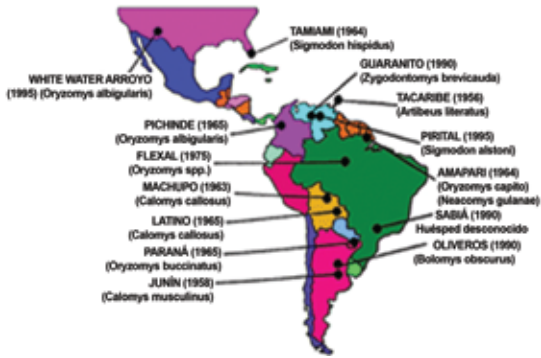 TAMIAMI (1964)
(Sigmodon hispidus)
WHITE WATER ARROYO
(1995) (Oryzomys albigularis)
GUARANITO (1990)
(Zygodontomys brevicauda)
TACARIBE (1956)
(Artibeus literatus)
PICHINDE (1965)
(Oryzomys albigularis)
PIRITAL (1995)
(Sigmodon alstoni)
FLEXAL (1975)
(Oryzomys spp.)
AMAPARI (1964)
(Oryzomys capito)
(Neacomys gulanae)
MACHUPO (1963)
(Calomys callosus)
SABIÁ (1990)
Huésped desconocido
LATINO (1965)
(Calomys callosus)
OLIVEROS (1990)
(Bolomys obscurus)
PARANÁ (1965)
(Oryzomys buccinatus)
JUNÍN (1958)
(Calomys musculinus)